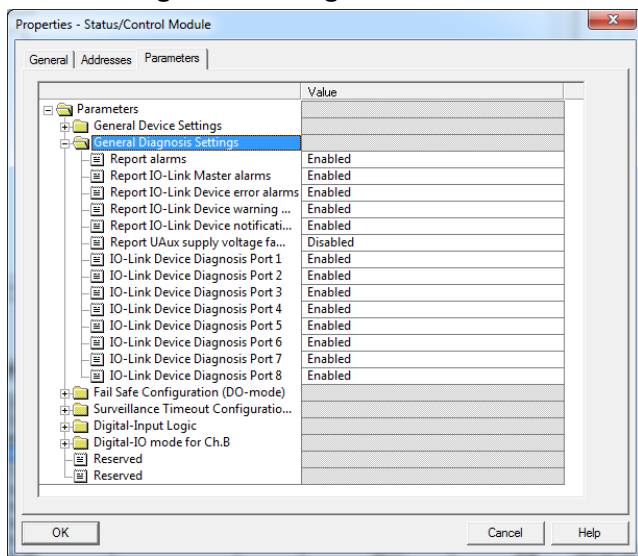 Properties - Status/Control Module
General Addresses Parameters
Value
Parameters
General Device Settings
General Diagnosis Settings
Report alarms Enabled
Report IO-Link Master alarms Enabled
Report IO-Link Device error alarms Enabled
Report IO-Link Device warning ... Enabled
Report IO-Link Device notificati... Enabled
Report UAux supply voltage fa... Disabled
IO-Link Device Diagnosis Port 1 Enabled
IO-Link Device Diagnosis Port 2 Enabled
IO-Link Device Diagnosis Port 3 Enabled
IO-Link Device Diagnosis Port 4 Enabled
IO-Link Device Diagnosis Port 5 Enabled
IO-Link Device Diagnosis Port 6 Enabled
IO-Link Device Diagnosis Port 7 Enabled
IO-Link Device Diagnosis Port 8 Enabled
Fail Safe Configuration (DO-mode)
Surveillance Timeout Configuratio...
Digital-Input Logic
Digital-IO mode for Ch.B
Reserved
Reserved
OK Cancel Help